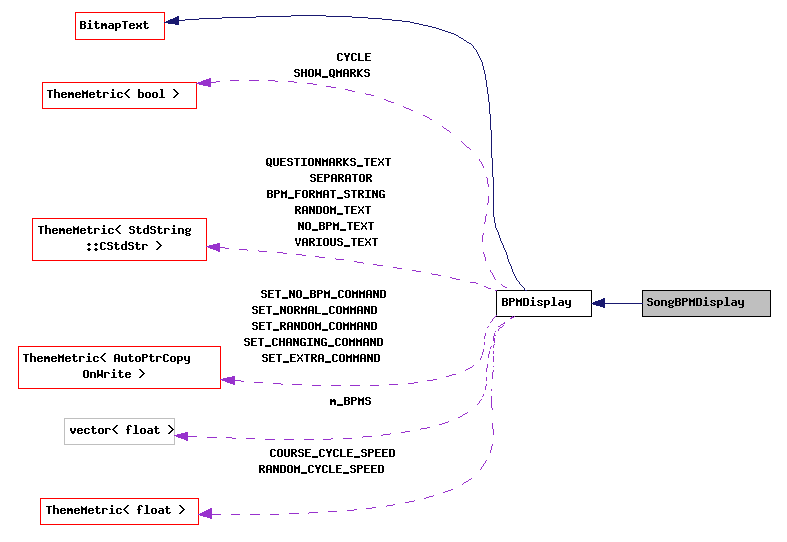 BitmapText
CYCLE
SHOW_QMARKS
ThemeMetric< bool >
QUESTIONMARKS_TEXT
SEPARATOR
BPM_FORMAT_STRING
RANDOM_TEXT
NO_BPM_TEXT
VARIOUS_TEXT
ThemeMetric< StdString
::CStdStr >
BPMDisplay
SongBPMDisplay
SET_NO_BPM_COMMAND
SET_NORMAL_COMMAND
SET_RANDOM_COMMAND
SET_CHANGING_COMMAND
SET_EXTRA_COMMAND
ThemeMetric< AutoPtrCopy
OnWrite >
m_BPMS
vector< float >
COURSE_CYCLE_SPEED
RANDOM_CYCLE_SPEED
ThemeMetric< float >